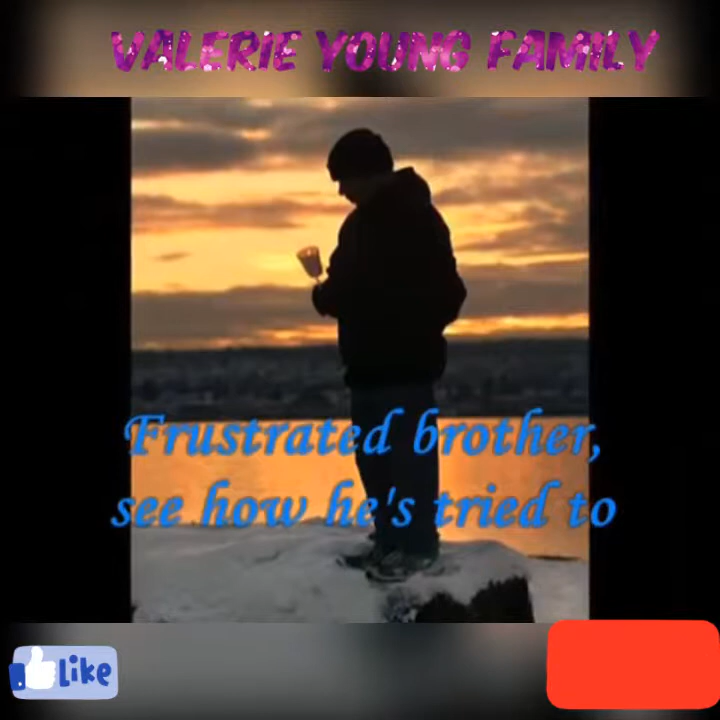 VALERIE YOUNG FAMILY
Frustrated brother,
see how he's tried to
Like